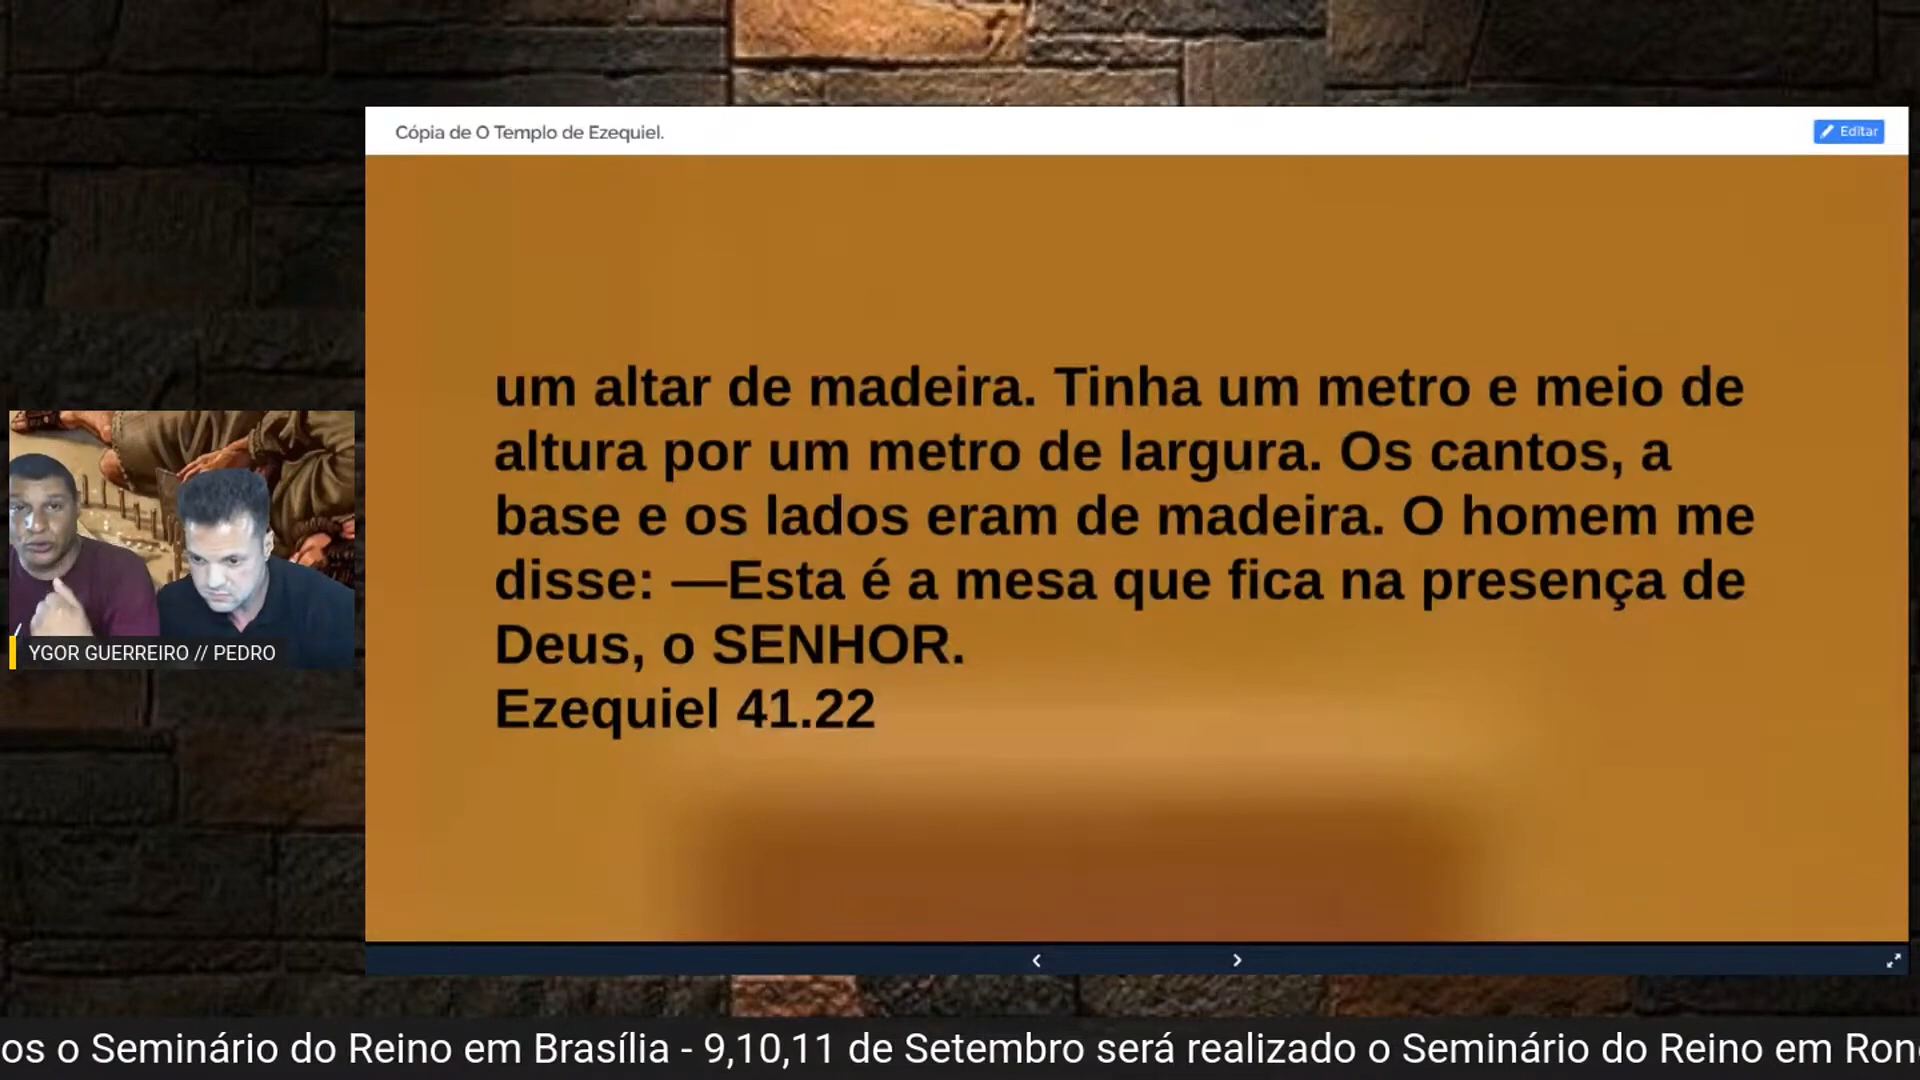 Cópia de O Templo de Ezequiel.
Editar
um altar de madeira. Tinha um metro e meio de
altura por um metro de largura. Os cantos, a
base e os lados eram de madeira. O homem me
disse: —Esta é a mesa que fica na presença de
Deus, o SENHOR.
Ezequiel 41.22
YGOR GUERREIRO // PEDRO
o Seminário do Reino em Brasília - 9,10,11 de Setembro será realizado o Seminário do Reino em